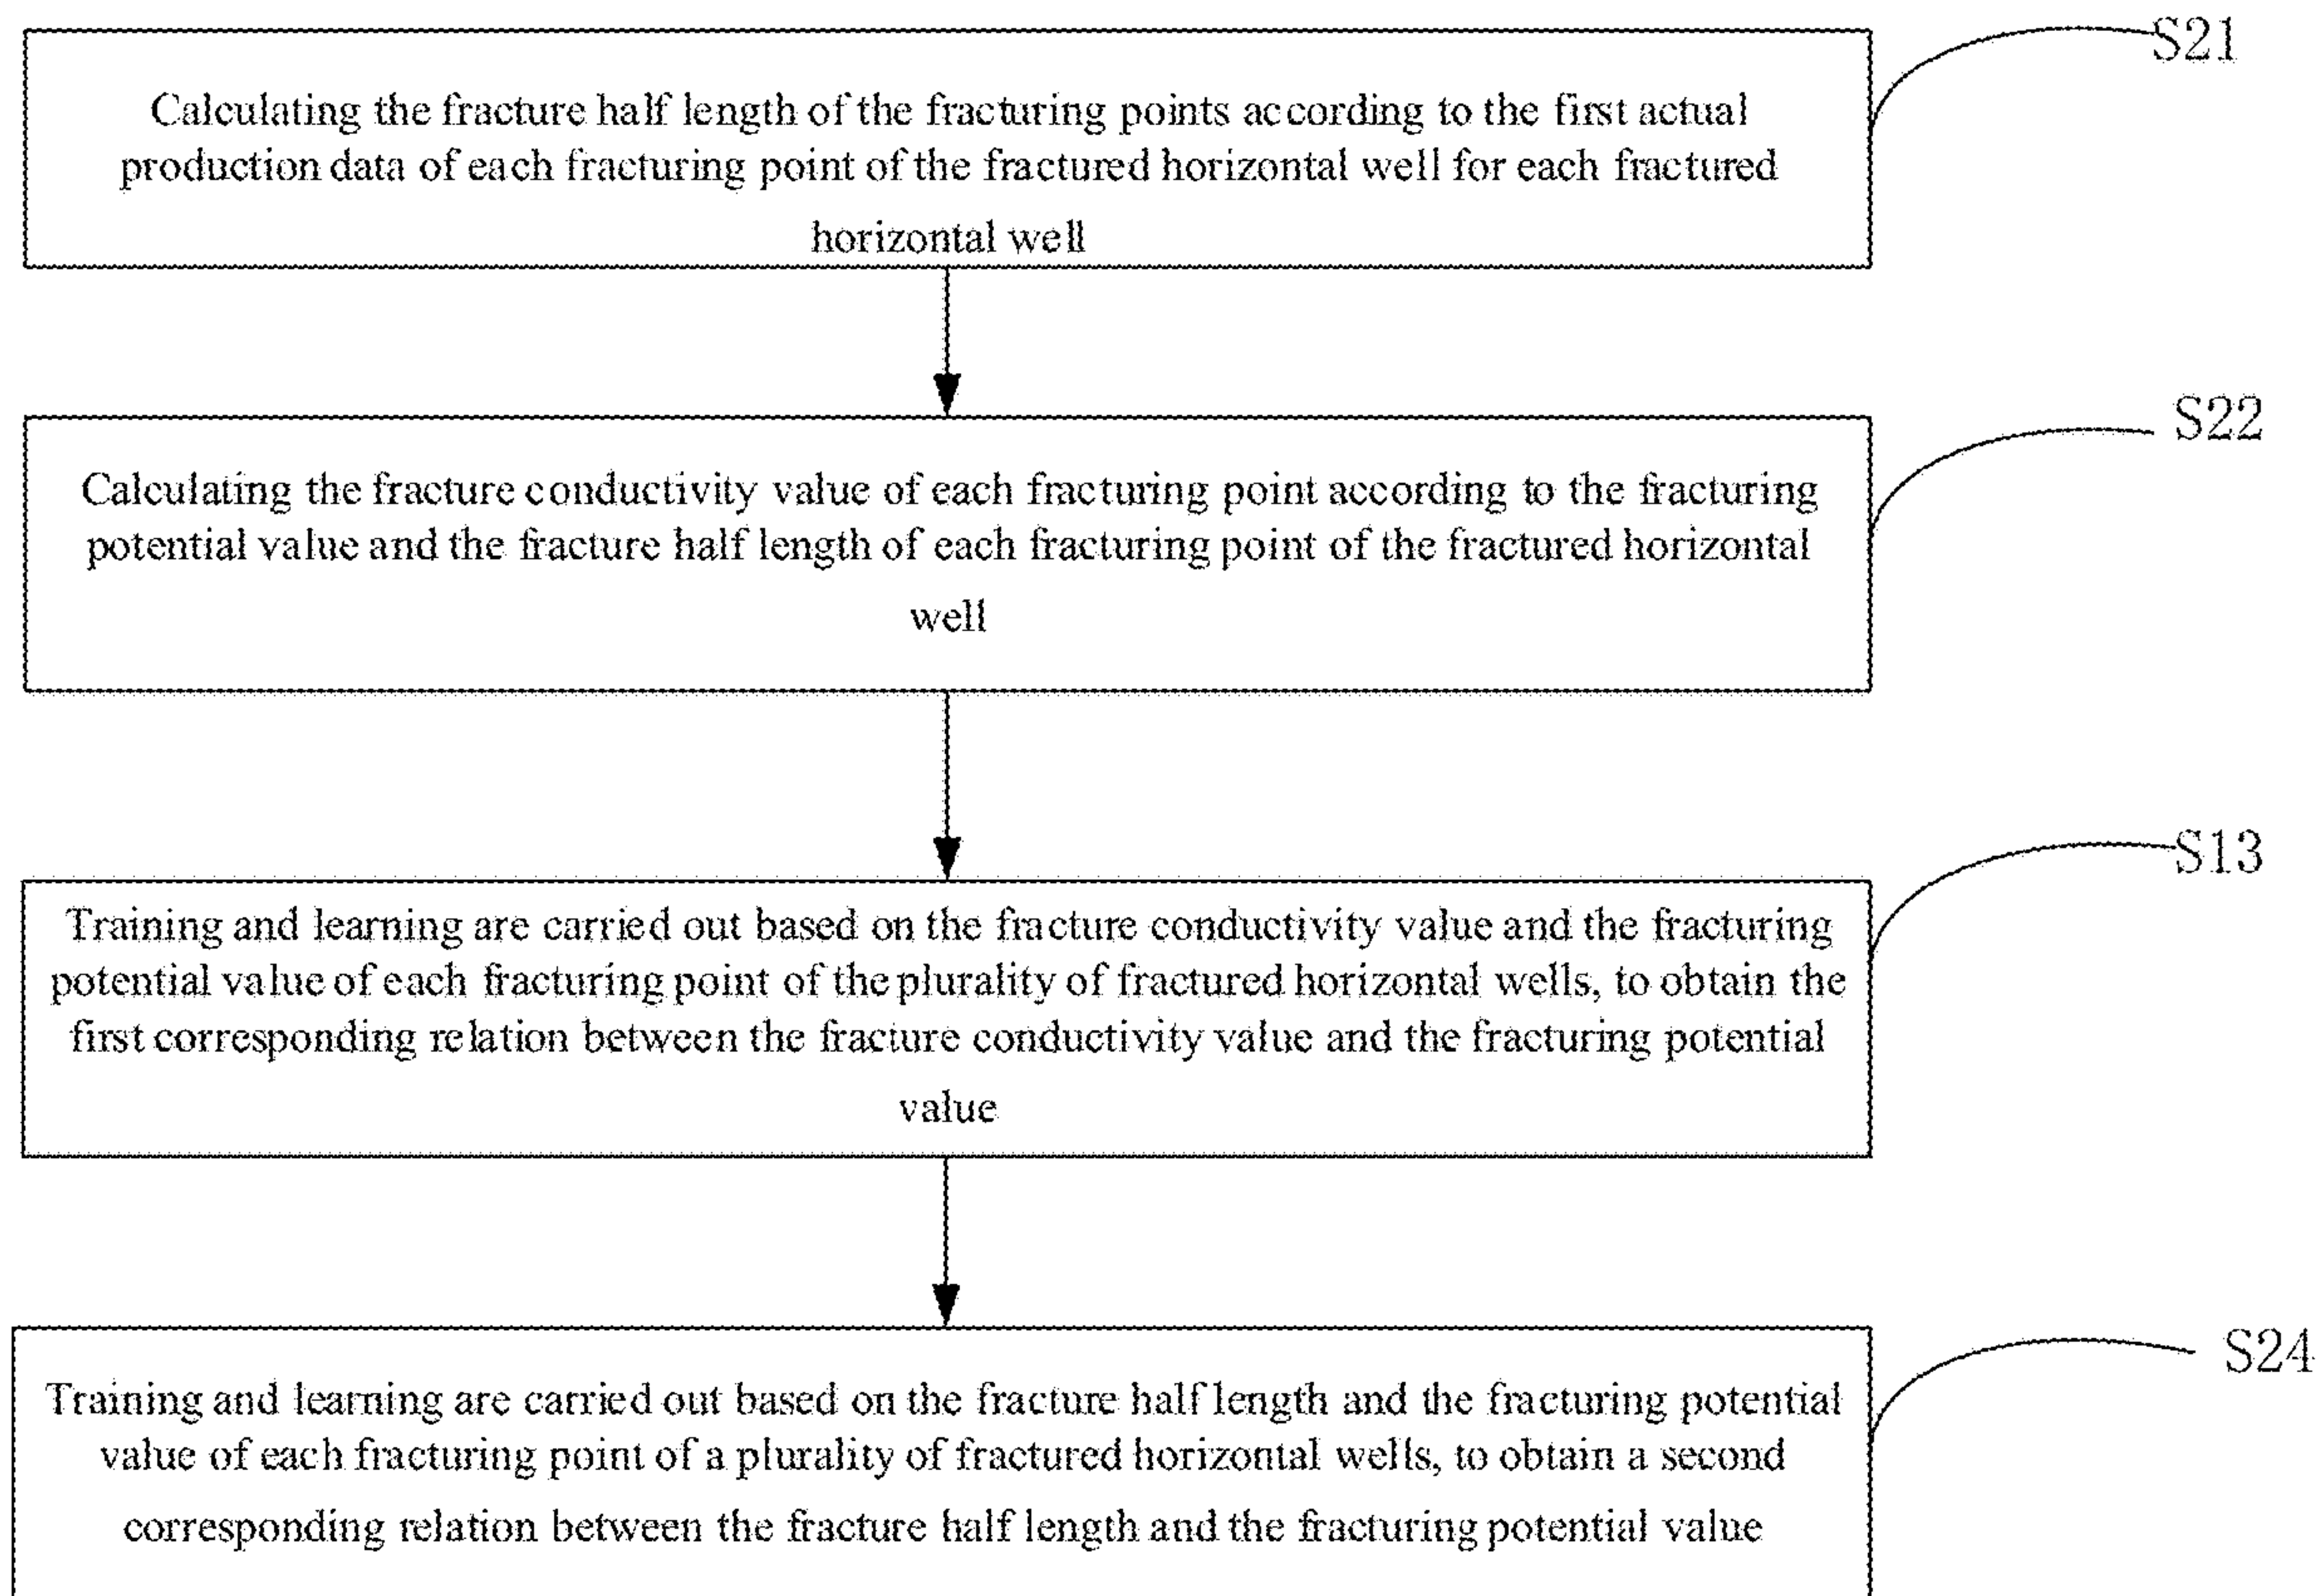 S21
Calculating the fracture half length of the fracturing points according to the first actual
production data of each fracturing point of the fractured horizontal well for each fractured
horizontal well
S22
Calculating the fracture conductivity value of each fracturing point according to the fracturing
potential value and the fracture half length of each fracturing point of the fractured horizontal
well
S13
Training and learning are carried out based on the fracture conductivity value and the fracturing
potential value of each fracturing point of the plurality of fractured horizontal wells, to obtain the
first corresponding relation between the fracture conductivity value and the fracturing potential
value
S24
Training and learning are carried out based on the fracture half length and the fracturing potential
value of each fracturing point of a plurality of fractured horizontal wells, to obtain a second
corresponding relation between the fracture half length and the fracturing potential value